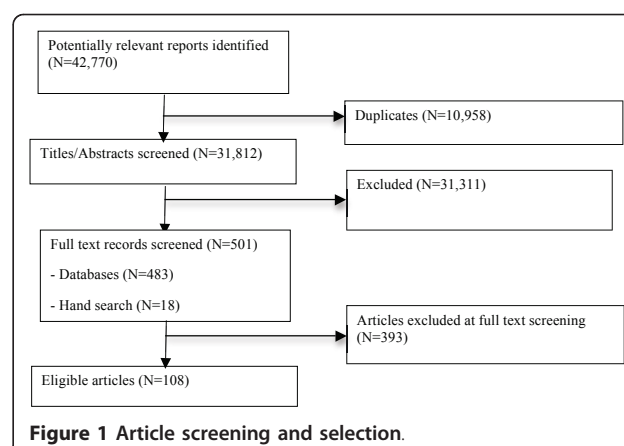 Potentially relevant reports identified
(N=42,770)
Duplicates (N=10,958)
Titles/Abstracts screened (N=31,812)
Excluded (N=31,311)
Full text records screened (N=501)
- Databases (N=483)
- Hand search (N=18)
Articles excluded at full text screening
(N=393)
Eligible articles (N=108)
Figure 1 Article screening and selection.